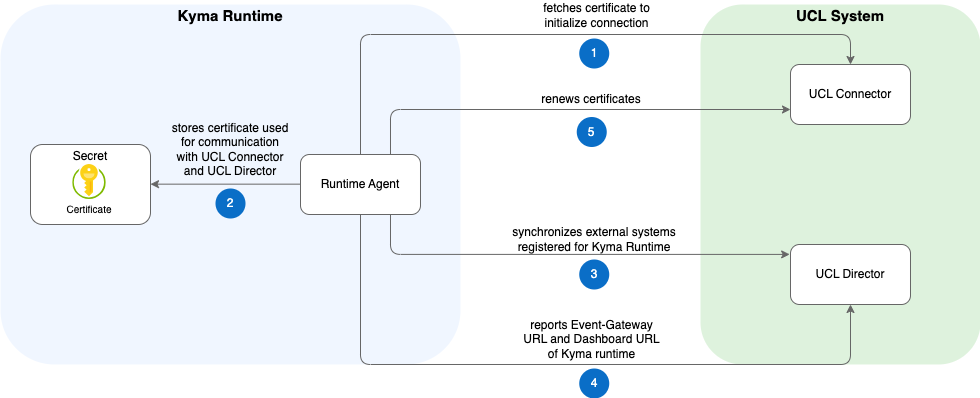 Kyma Runtime
UCL System
fetches certificate to
initialize connection
1
UCL Connector
renews certificates
5
stores certificate used
for communication
with UCL Connector
and UCL Director
2
Secret
Certificate
Runtime Agent
synchronizes external systems
registered for Kyma Runtime
3
UCL Director
reports Event-Gateway
URL and Dashboard URL
of Kyma runtime
4